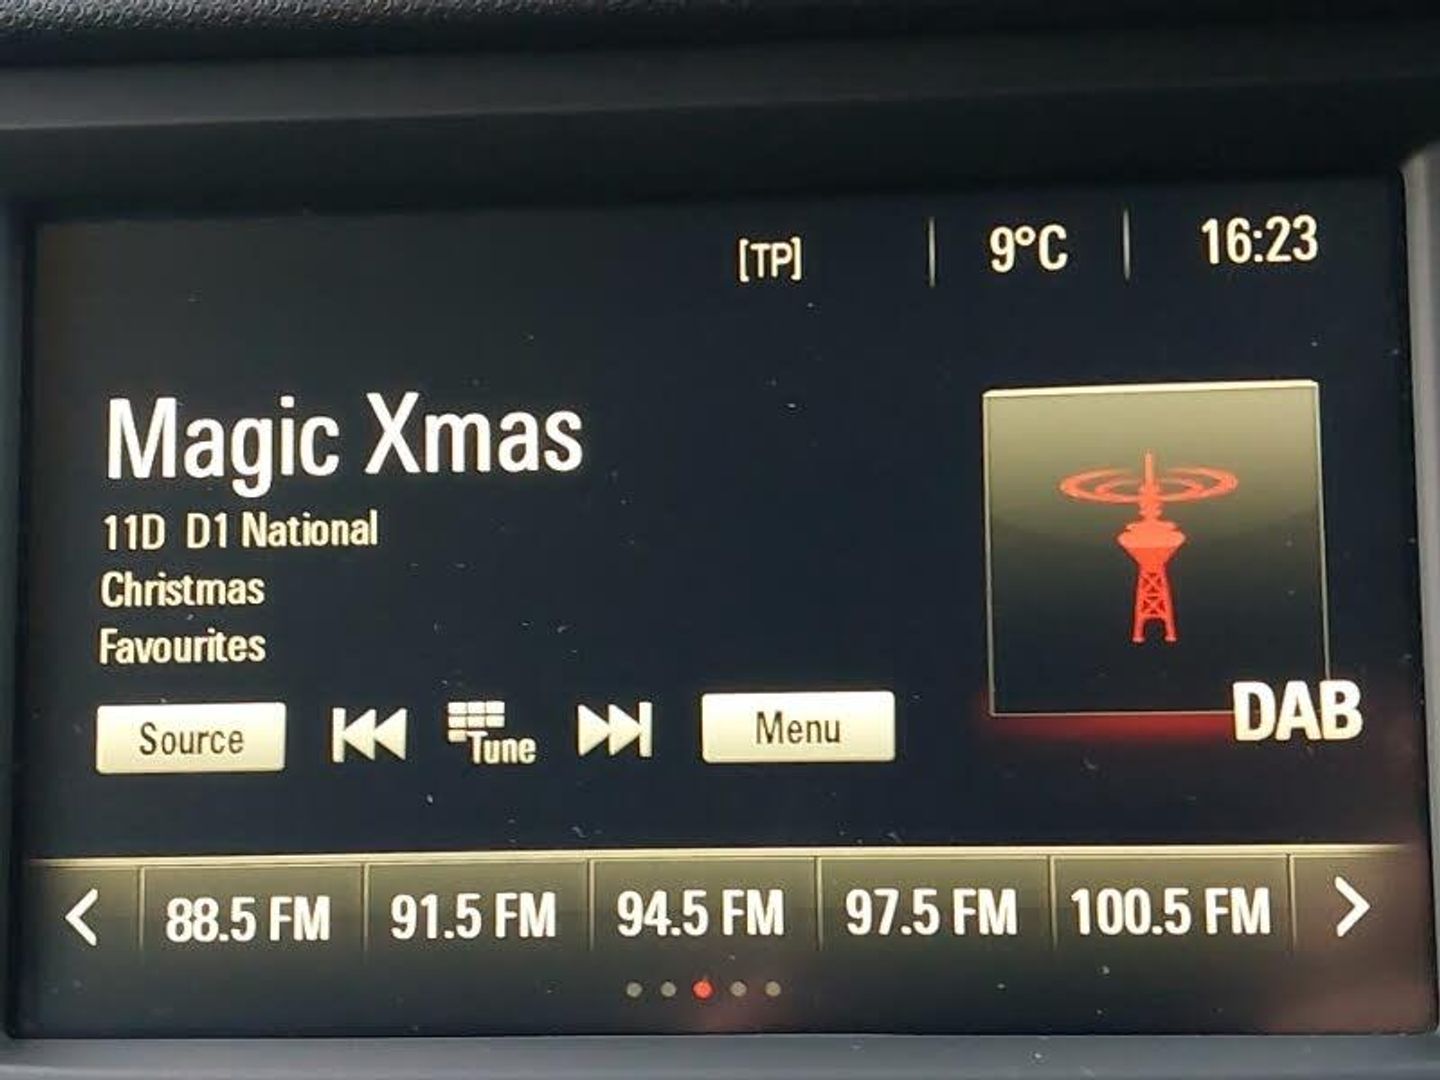 [TP] 9°C 16:23
Magic Xmas
11D D1 National
Christmas
Favourites
Source Tune Menu
DAB
88.5 FM 91.5 FM 94.5 FM 97.5 FM 100.5 FM